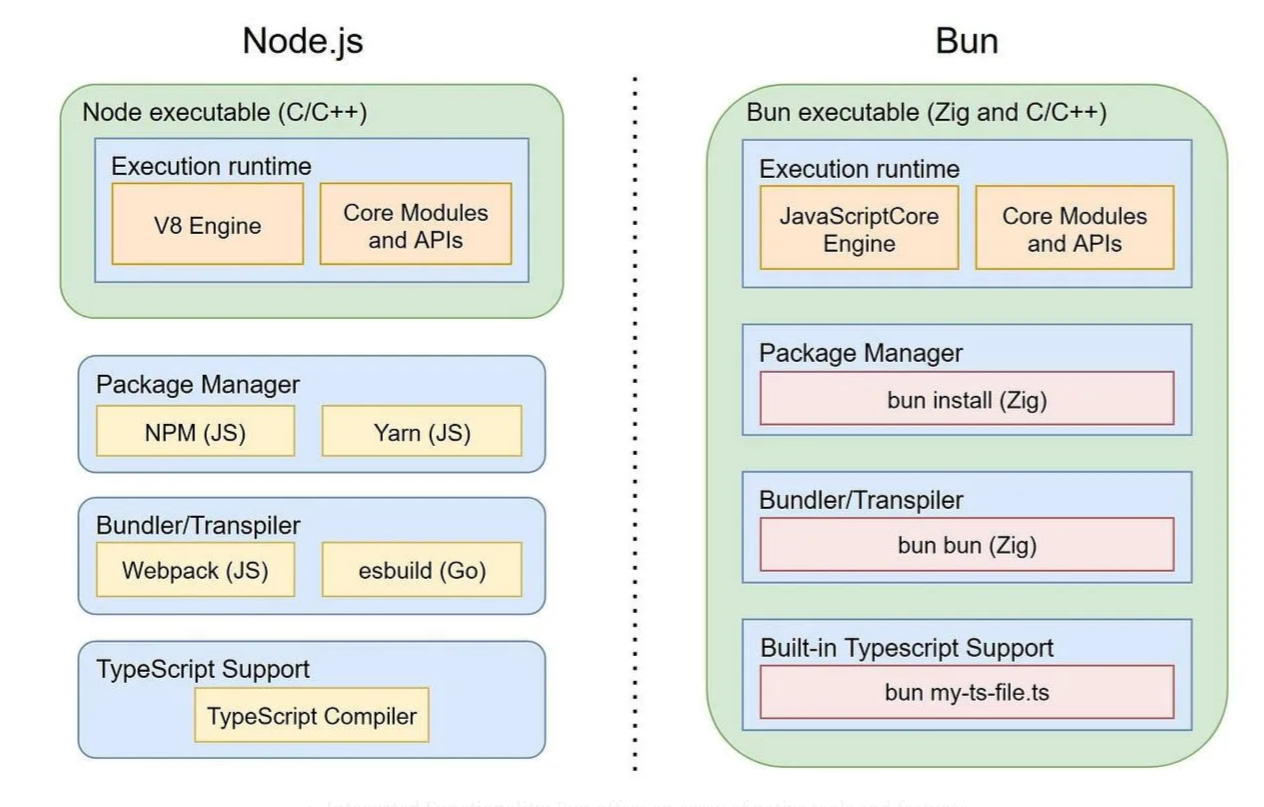 Node.js
Node executable (C/C++)
Execution runtime
V8 Engine
Core Modules
and APIs
Package Manager
NPM (JS)
Yarn (JS)
Bundler/Transpiler
Webpack (JS)
esbuild (Go)
TypeScript Support
TypeScript Compiler
Bun
Bun executable (Zig and C/C++)
Execution runtime
JavaScriptCore
Engine
Core Modules
and APIs
Package Manager
bun install (Zig)
Bundler/Transpiler
bun bun (Zig)
Built-in Typescript Support
bun my-ts-file.ts